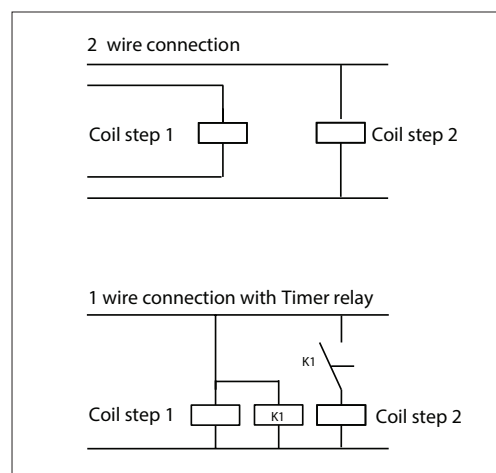 2 wire connection
Coil step 1
Coil step 2
1 wire connection with Timer relay
K1
Coil step 1
K1
Coil step 2